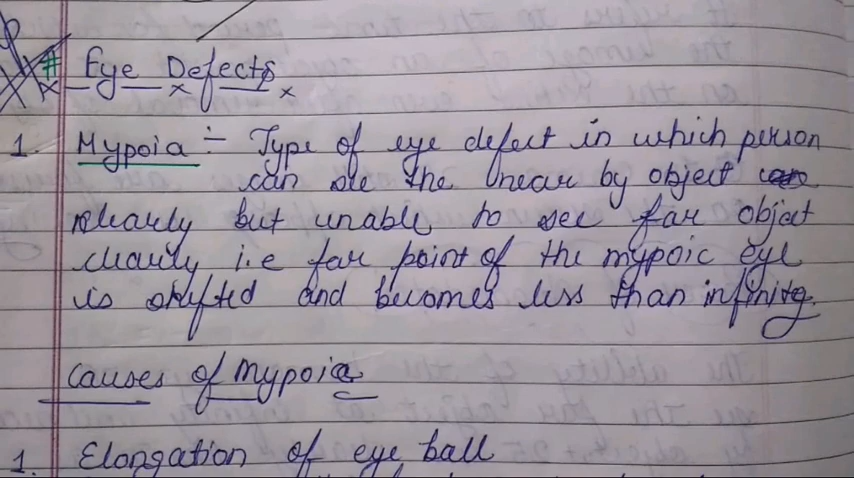 # Eye Defects
1. Mypoia :- Type of eye defect in which person
can see the near by object
clearly but unable to see far object
clearly i.e far point of the mypoic eye
is shifted and becomes less than infinity.
Causes of mypoia
1. Elongation of eye ball